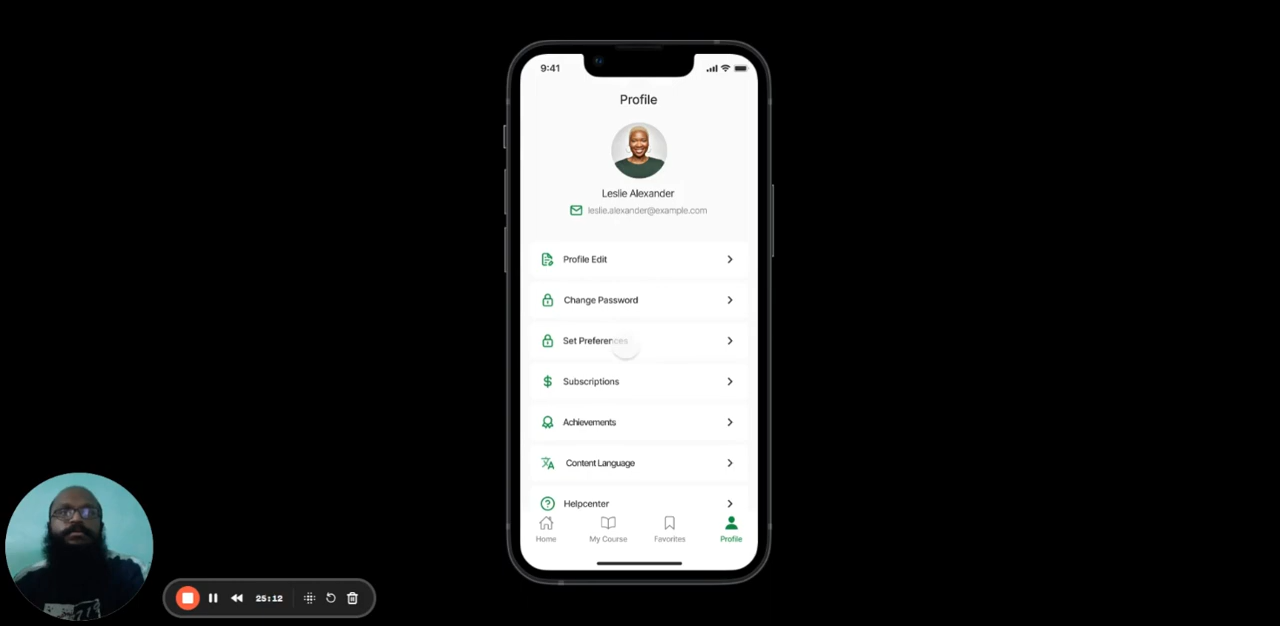 9:41
Profile
Leslie Alexander
leslie.alexander@example.com
Profile Edit
Change Password
Set Preferences
Subscriptions
Achievements
Content Language
Helpcenter
Home
My Course
Favorites
Profile
25:12